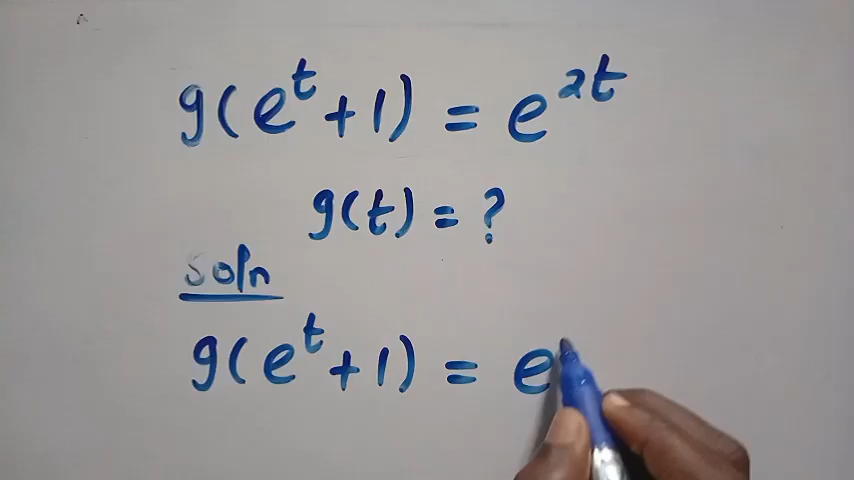 g(e^t + 1) = e^{2t}
g(t) = ?
soln
g(e^t + 1) = e